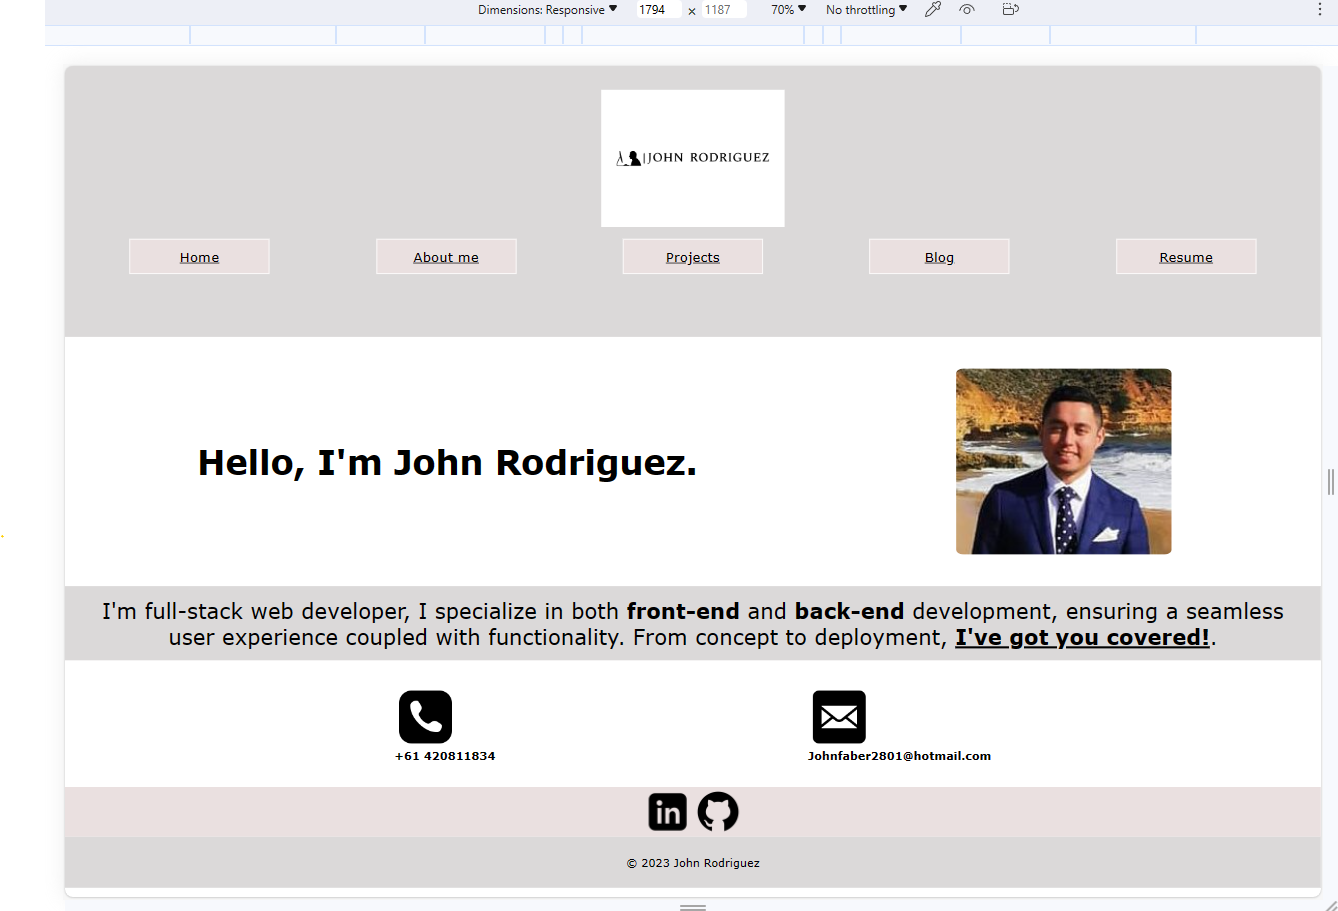 Dimensions: Responsive ▼ 1794 × 1187 70% ▼ No throttling ▼
|JOHN RODRIGUEZ
Home About me Projects Blog Resume
Hello, I'm John Rodriguez.
I'm full-stack web developer, I specialize in both front-end and back-end development, ensuring a seamless
user experience coupled with functionality. From concept to deployment, I've got you covered!.
+61 420811834 Johnfaber2801@hotmail.com
in
© 2023 John Rodriguez